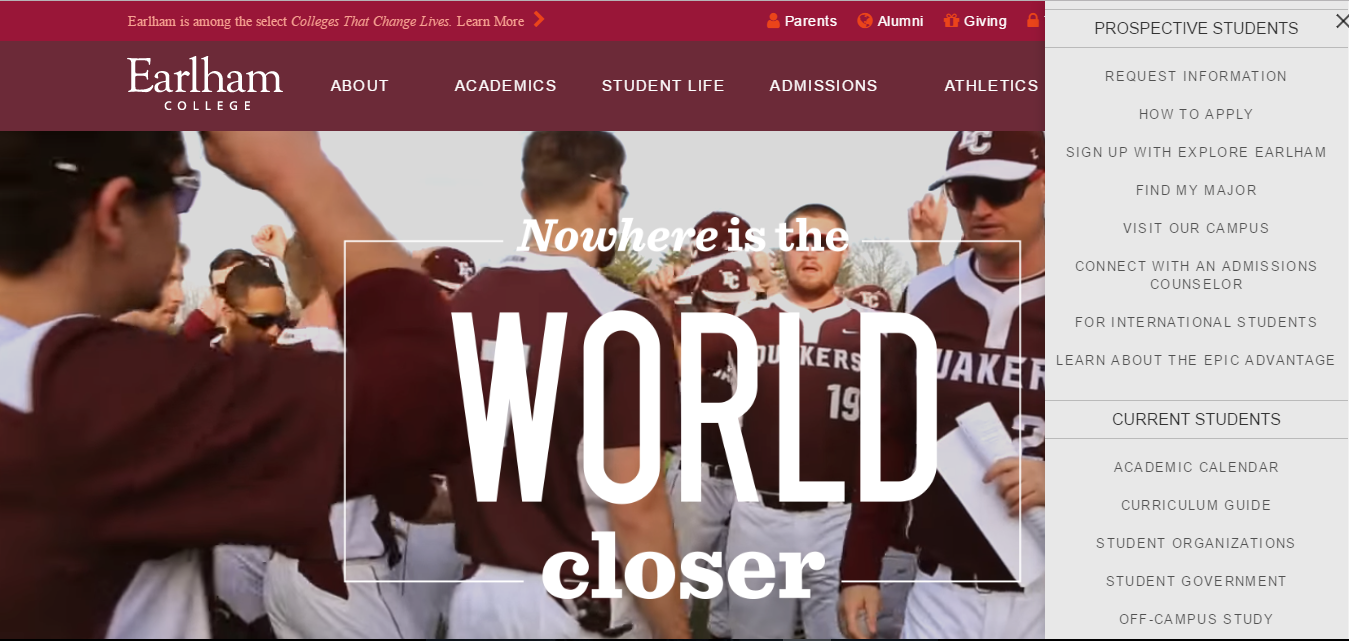 Earlham is among the select Colleges That Change Lives. Learn More
Parents
Alumni
Giving
Earlham
COLLEGE
ABOUT
ACADEMICS
STUDENT LIFE
ADMISSIONS
ATHLETICS
Nowhere is the
WORLD
closer
QUAKERS
19
UAKE
PROSPECTIVE STUDENTS
REQUEST INFORMATION
HOW TO APPLY
SIGN UP WITH EXPLORE EARLHAM
FIND MY MAJOR
VISIT OUR CAMPUS
CONNECT WITH AN ADMISSIONS
COUNSELOR
FOR INTERNATIONAL STUDENTS
LEARN ABOUT THE EPIC ADVANTAGE
CURRENT STUDENTS
ACADEMIC CALENDAR
CURRICULUM GUIDE
STUDENT ORGANIZATIONS
STUDENT GOVERNMENT
OFF-CAMPUS STUDY